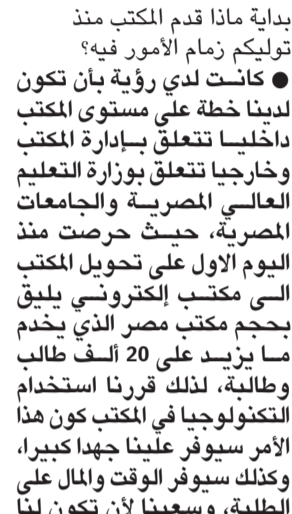 بداية ماذا قدم المكتب منذ
توليكم زمام الأمور فيه؟
● كانت لدي رؤية بأن تكون
لدينا خطة على مستوى المكتب
داخليا تتعلق بإدارة المكتب
وخارجيا تتعلق بوزارة التعليم
العالي المصرية والجامعات
المصرية، حيث حرصت منذ
اليوم الاول على تحويل المكتب
الى مكتب إلكتروني يليق
بحجم مكتب مصر الذي يخدم
ما يزيد على 20 ألف طالب
وطالبة، لذلك قررنا استخدام
التكنولوجيا في المكتب كون هذا
الأمر سيوفر علينا جهدا كبيرا،
وكذلك سيوفر الوقت والمال على
الطلبة، وسعينا لأن تكون لنا